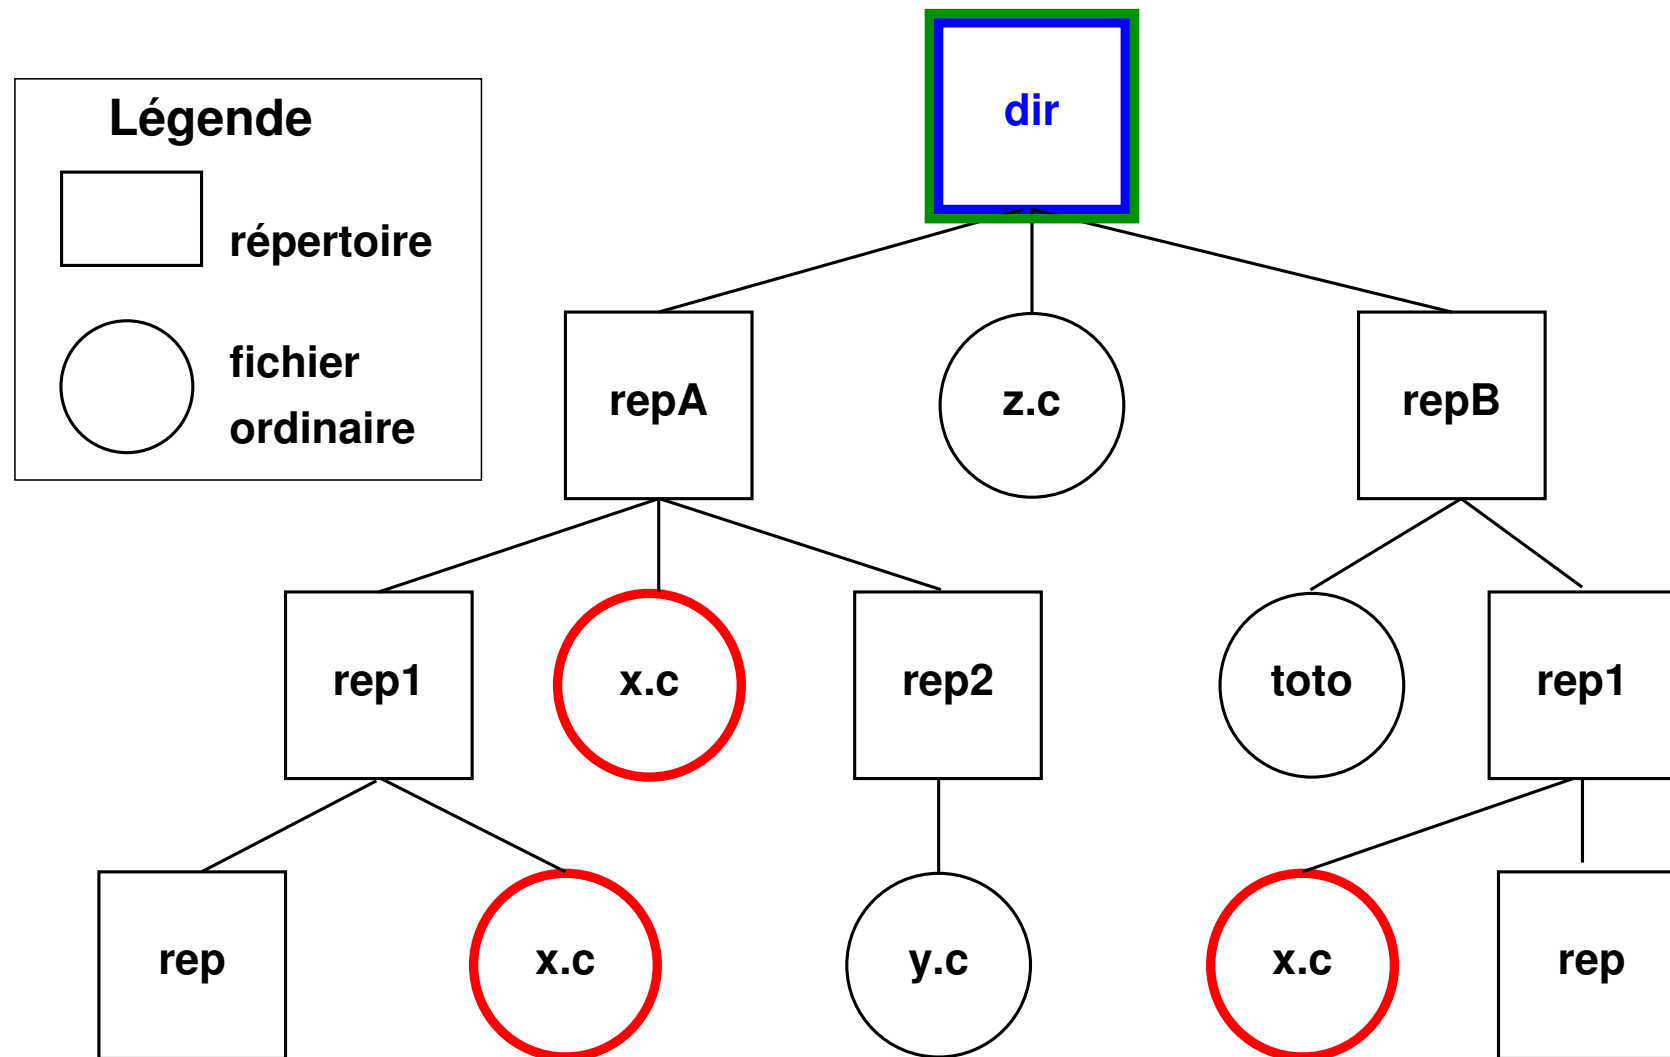 dir
Légende
répertoire
fichier
ordinaire
repA
z.c
repB
rep1
x.c
rep2
toto
rep1
rep
x.c
y.c
x.c
rep